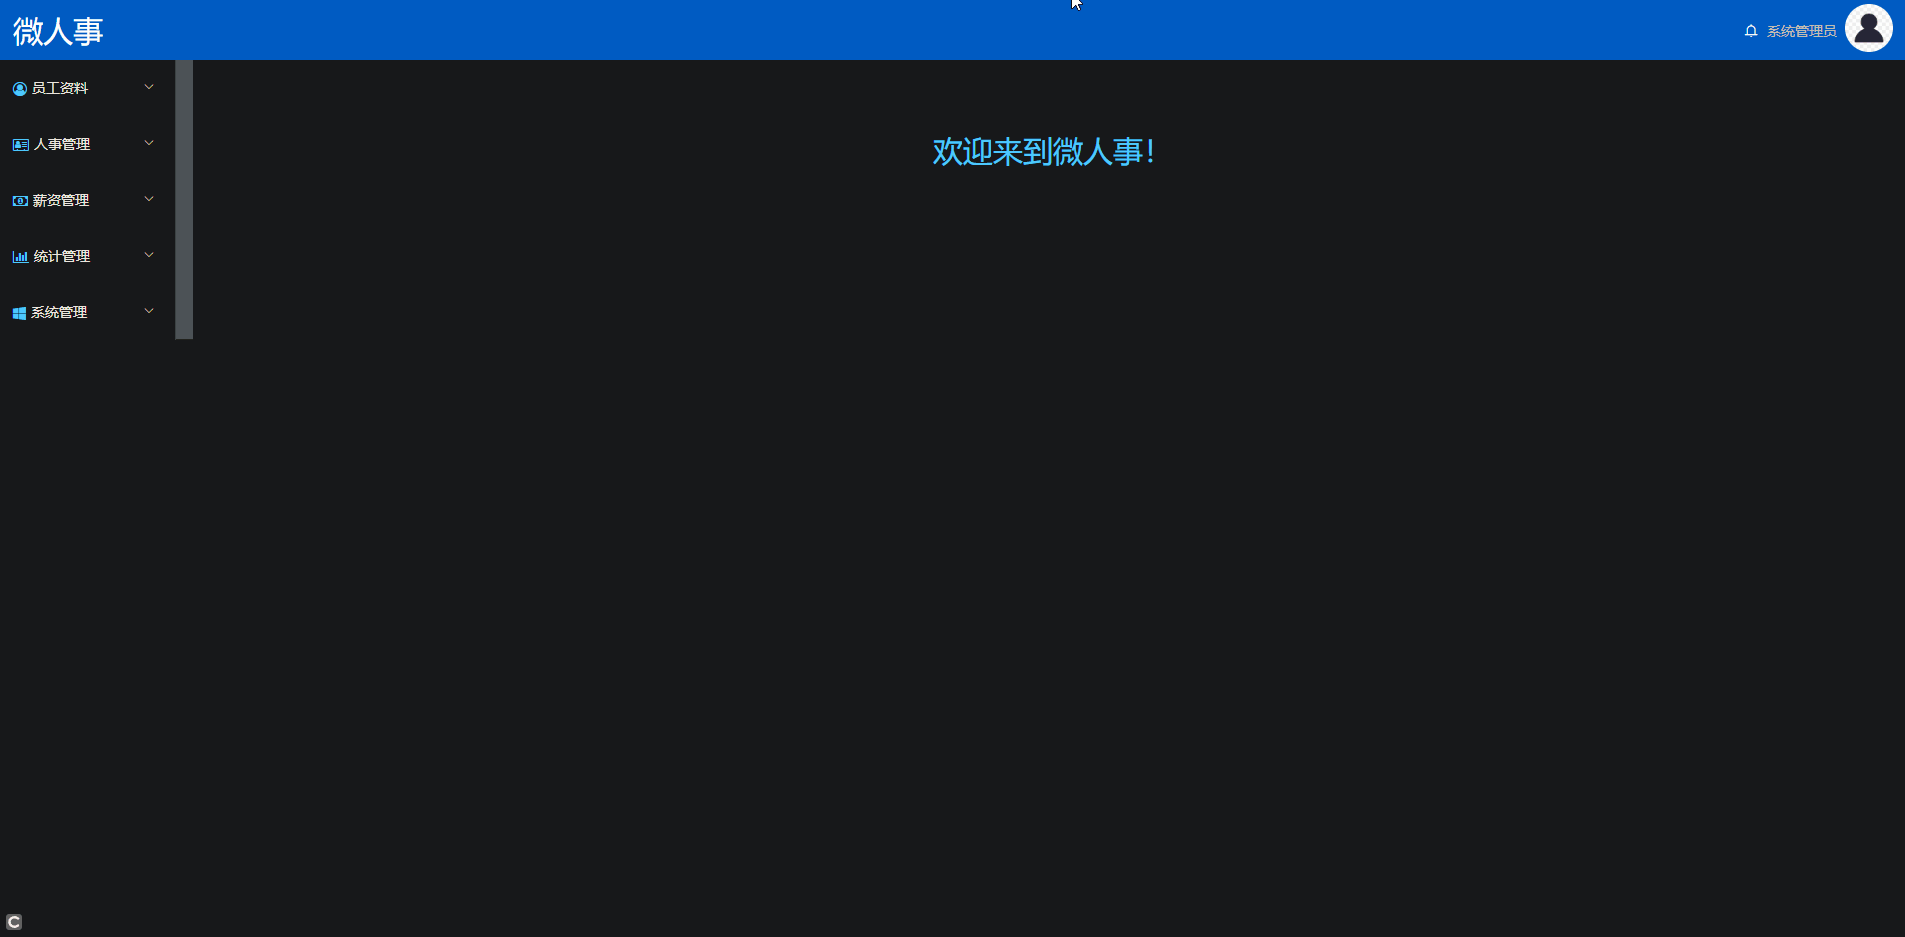 微人事
系统管理员
员工资料
人事管理
薪资管理
统计管理
系统管理
欢迎来到微人事！
C